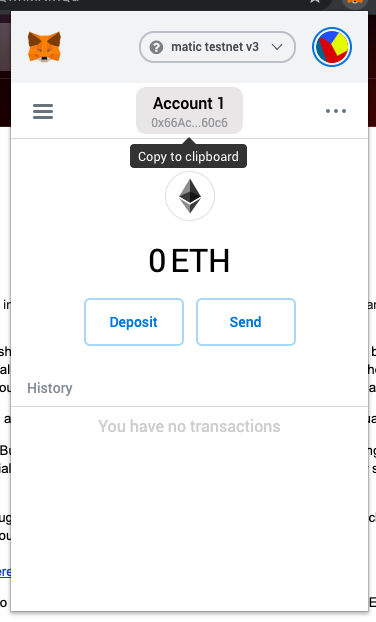 matic testnet v3
Account 1
0x66Ac...60c6
Copy to clipboard
0 ETH
Deposit
Send
History
You have no transactions
ere